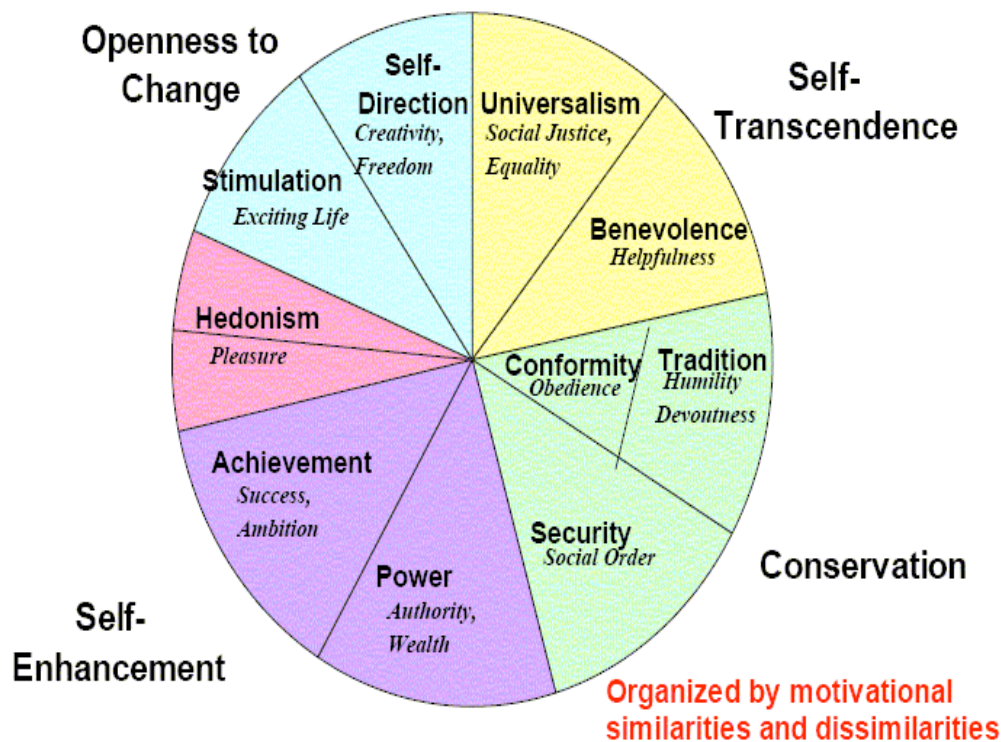 Openness to
Change
Self-
Direction
Creativity,
Freedom
Universalism
Social Justice,
Equality
Self-
Transcendence
Stimulation
Exciting Life
Benevolence
Helpfulness
Hedonism
Pleasure
Conformity
Obedience
Tradition
Humility
Devoutness
Achievement
Success,
Ambition
Security
Social Order
Power
Authority,
Wealth
Conservation
Self-
Enhancement
Organized by motivational
similarities and dissimilarities